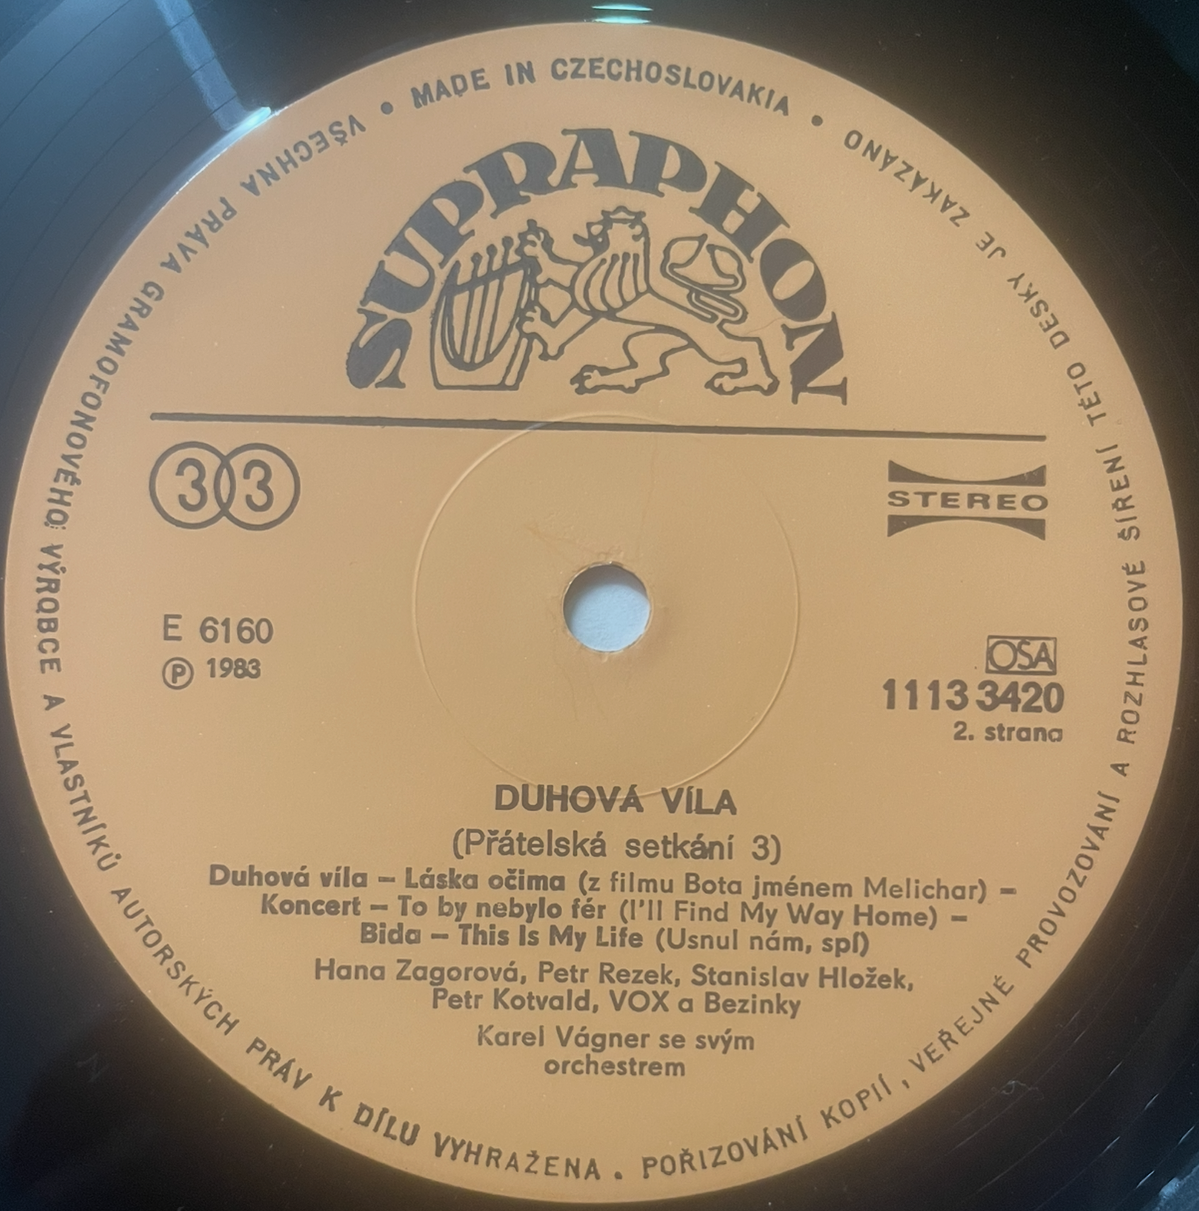 MADE IN CZECHOSLOVAKIA
SUPRAPHON
33
STEREO
E 6160
℗ 1983
OSA
1113 3420
2. strana
DUHOVÁ VÍLA
(Přátelská setkání 3)
Duhová víla – Láska očima (z filmu Bota jménem Melichar) –
Koncert – To by nebylo fér (I'll Find My Way Home) –
Bida – This Is My Life (Usnul nám, spí)
Hana Zagorová, Petr Rezek, Stanislav Hložek,
Petr Kotvald, VOX a Bezinky
Karel Vágner se svým
orchestrem
VŠECHNA PRÁVA GRAMOFONOVÉHO VÝROBCE A VLASTNÍKŮ AUTORSKÝCH PRÁV K DÍLU VYHRAŽENA. POŘIZOVÁNÍ KOPIÍ, VEŘEJNÉ PROVOZOVÁNÍ A ROZHLASOVÉ ŠÍŘENÍ TÉTO DESKY JE ZAKÁZÁNO